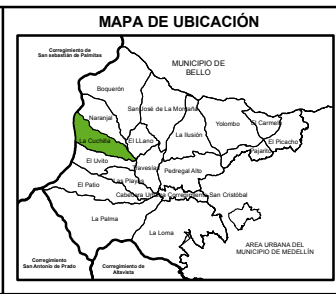 MAPA DE UBICACIÓN
Corregimiento de
San sebastián de Palmitas
MUNICIPIO DE
BELLO
Boquerón
San José de La Montaña
Naranjal
Yolombo
El Carmelo
La Ilusión
La Cuchilla
El LLano
El Picacho
Pajarito
El Uvito
Travesías
Pedregal Alto
Las Playas
El Patio
Cabecera Urbana Corregimiento San Cristóbal
La Palma
La Loma
AREA URBANA DEL
MUNICIPIO DE MEDELLÍN
Corregimiento
San Antonio de Prado
Corregimiento de
Altavista